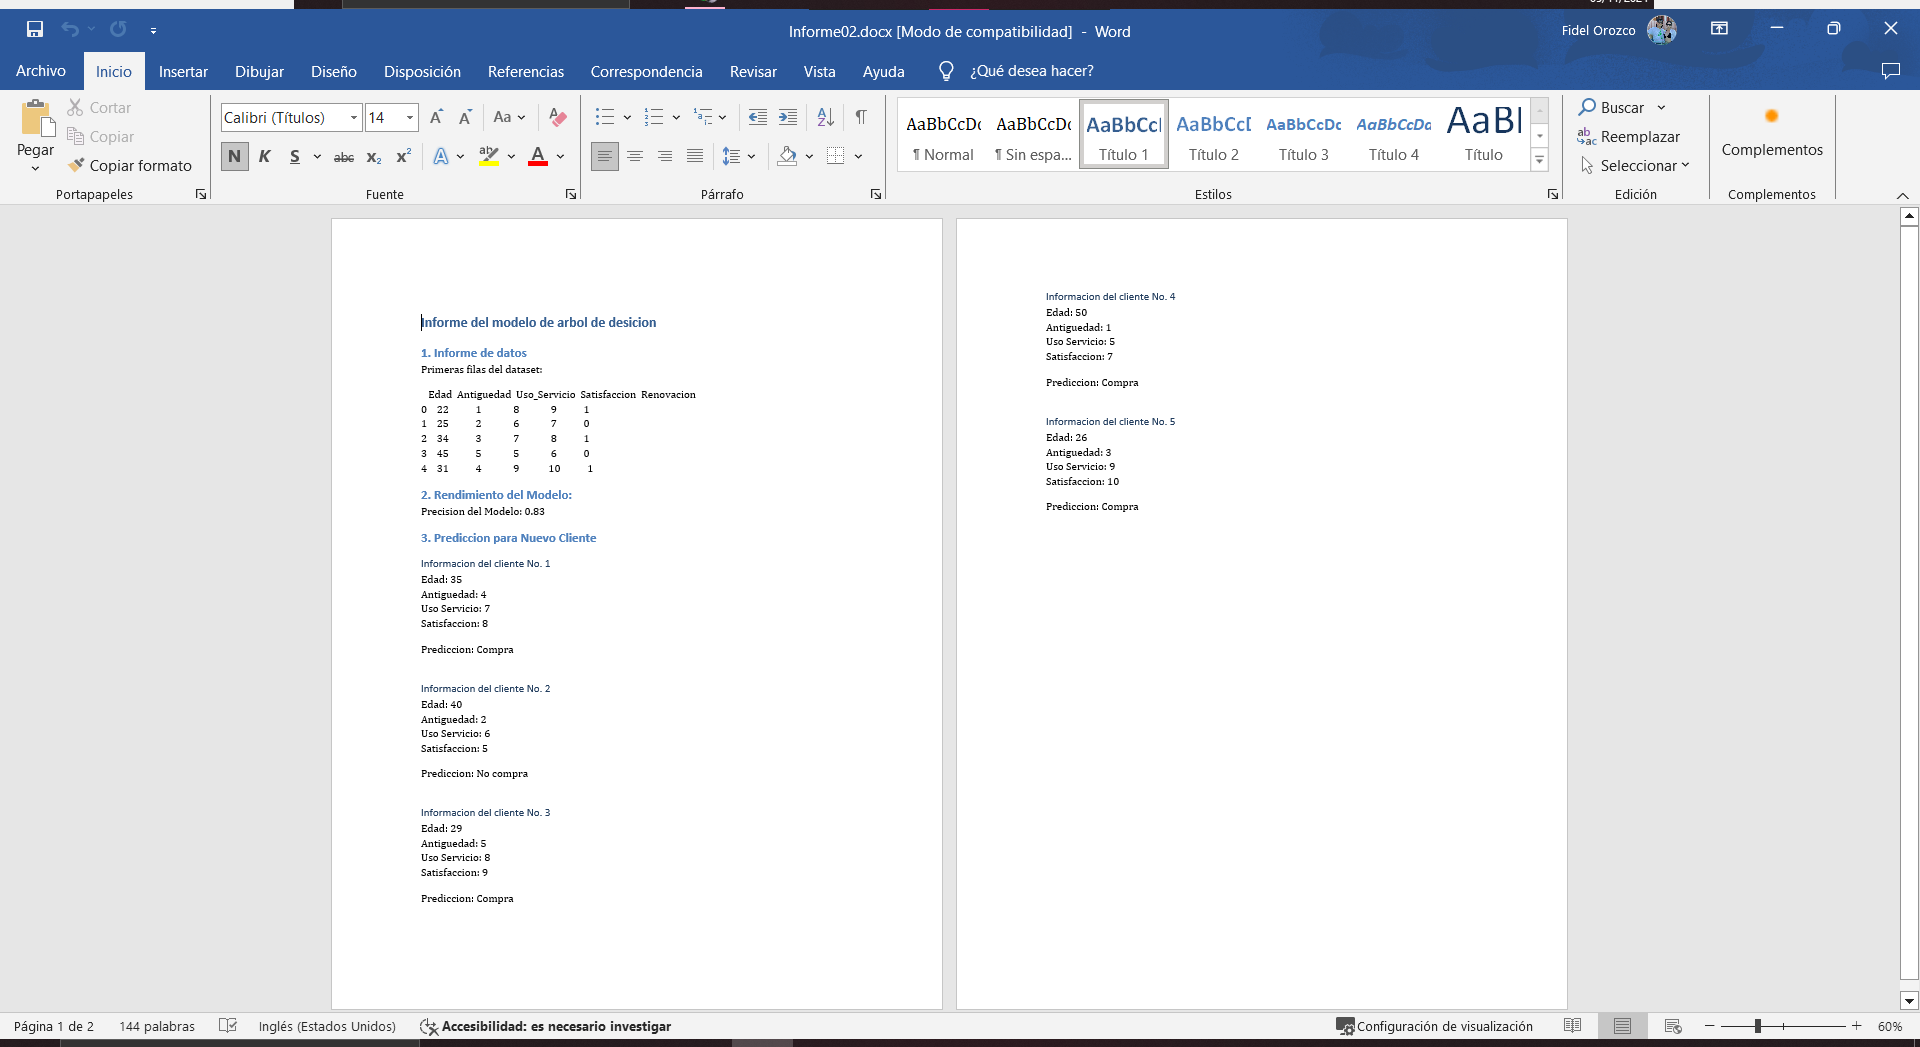 Informe02.docx [Modo de compatibilidad] - Word
Fidel Orozco
Archivo Inicio Insertar Dibujar Diseño Disposición Referencias Correspondencia Revisar Vista Ayuda ¿Qué desea hacer?
Pegar
Cortar
Copiar
Copiar formato
Portapapeles
Calibri (Títulos) 14
Aa
N K S abc x₂ x²
A ab A
Fuente
Párrafo
AaBbCcDc
¶ Normal
AaBbCcDc
¶ Sin espa...
AaBbCcI
Título 1
AaBbCcD
Título 2
AaBbCcDc
Título 3
AaBbCcDc
Título 4
AaBl
Título
Estilos
Buscar
Reemplazar
Seleccionar
Edición
Complementos
Complementos
Informe del modelo de arbol de desicion
1. Informe de datos
Primeras filas del dataset:
Edad Antiguedad Uso_Servicio Satisfaccion Renovacion
0 22 1 8 9 1
1 25 2 6 7 0
2 34 3 7 8 1
3 45 5 5 6 0
4 31 4 9 10 1
2. Rendimiento del Modelo:
Precision del Modelo: 0.83
3. Prediccion para Nuevo Cliente
Informacion del cliente No. 1
Edad: 35
Antiguedad: 4
Uso Servicio: 7
Satisfaccion: 8
Prediccion: Compra
Informacion del cliente No. 2
Edad: 40
Antiguedad: 2
Uso Servicio: 6
Satisfaccion: 5
Prediccion: No compra
Informacion del cliente No. 3
Edad: 29
Antiguedad: 5
Uso Servicio: 8
Satisfaccion: 9
Prediccion: Compra
Informacion del cliente No. 4
Edad: 50
Antiguedad: 1
Uso Servicio: 5
Satisfaccion: 7
Prediccion: Compra
Informacion del cliente No. 5
Edad: 26
Antiguedad: 3
Uso Servicio: 9
Satisfaccion: 10
Prediccion: Compra
Página 1 de 2 144 palabras Inglés (Estados Unidos) Accesibilidad: es necesario investigar Configuración de visualización 60%